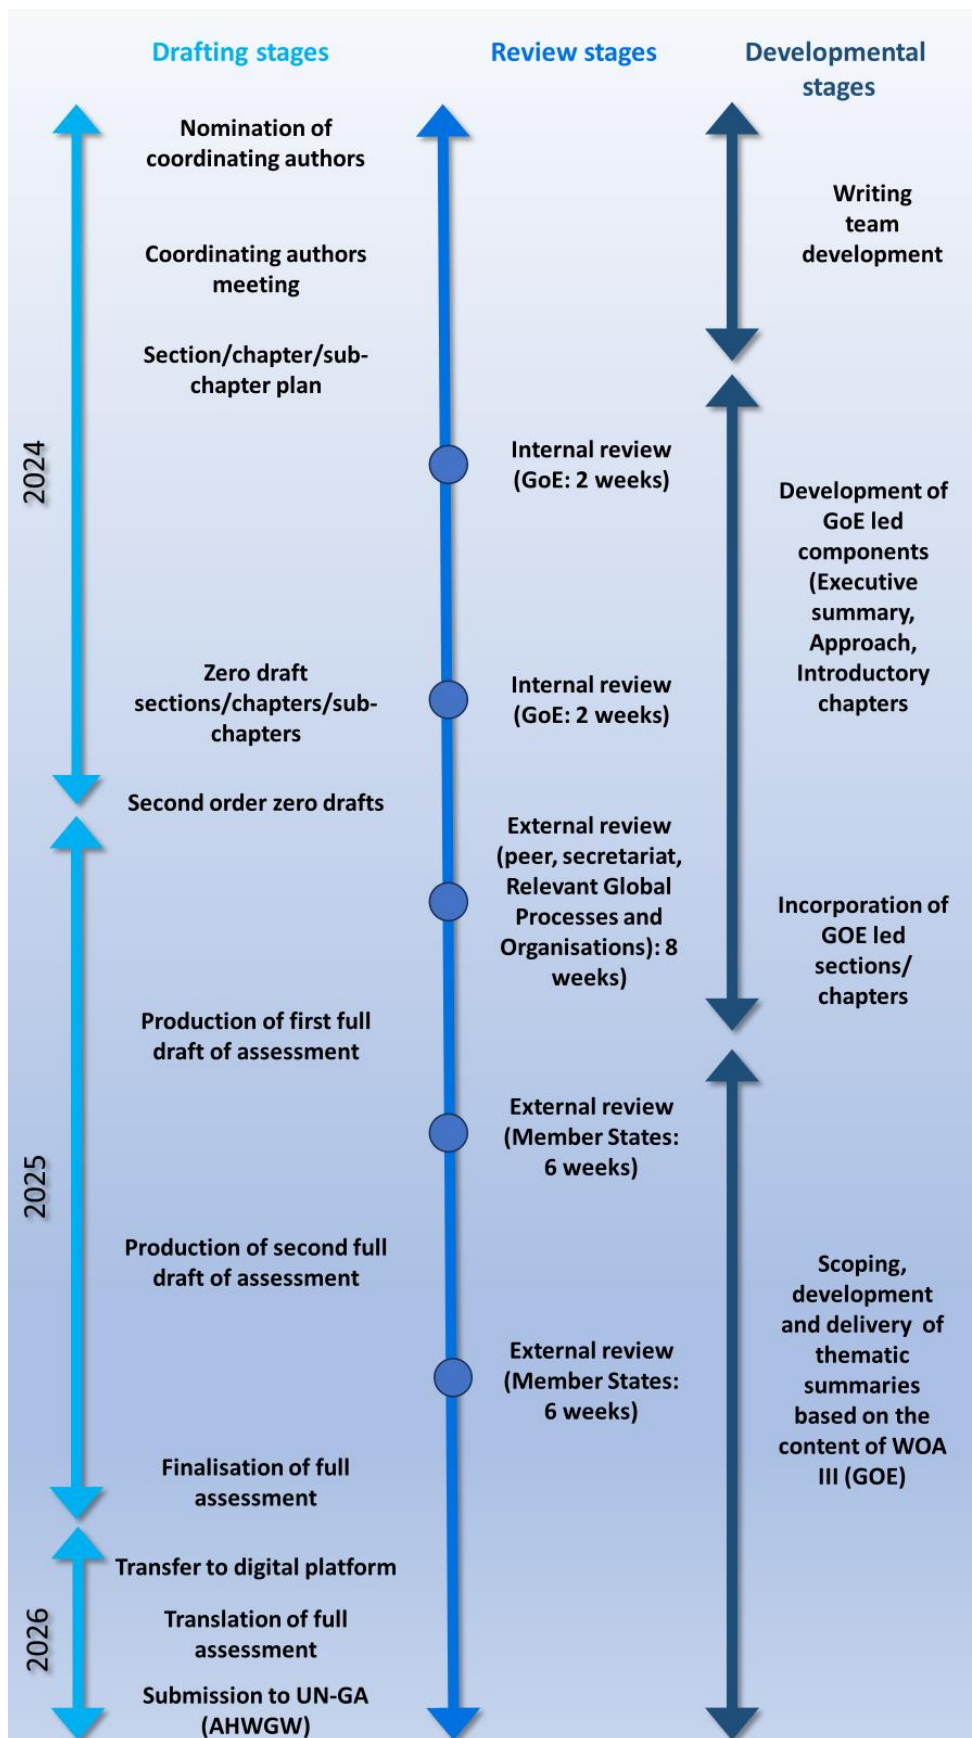 Drafting stages
Review stages
Developmental
stages
2024
2025
2026
Nomination of
coordinating authors
Coordinating authors
meeting
Section/chapter/sub-
chapter plan
Zero draft
sections/chapters/sub-
chapters
Second order zero drafts
Production of first full
draft of assessment
Production of second full
draft of assessment
Finalisation of full
assessment
Transfer to digital platform
Translation of full
assessment
Submission to UN-GA
(AHWGW)
Internal review
(GoE: 2 weeks)
Internal review
(GoE: 2 weeks)
External review
(peer, secretariat,
Relevant Global
Processes and
Organisations): 8
weeks)
External review
(Member States:
6 weeks)
External review
(Member States:
6 weeks)
Writing
team
development
Development of
GoE led
components
(Executive
summary,
Approach,
Introductory
chapters
Incorporation of
GOE led
sections/
chapters
Scoping,
development
and delivery of
thematic
summaries
based on the
content of WOA
III (GOE)